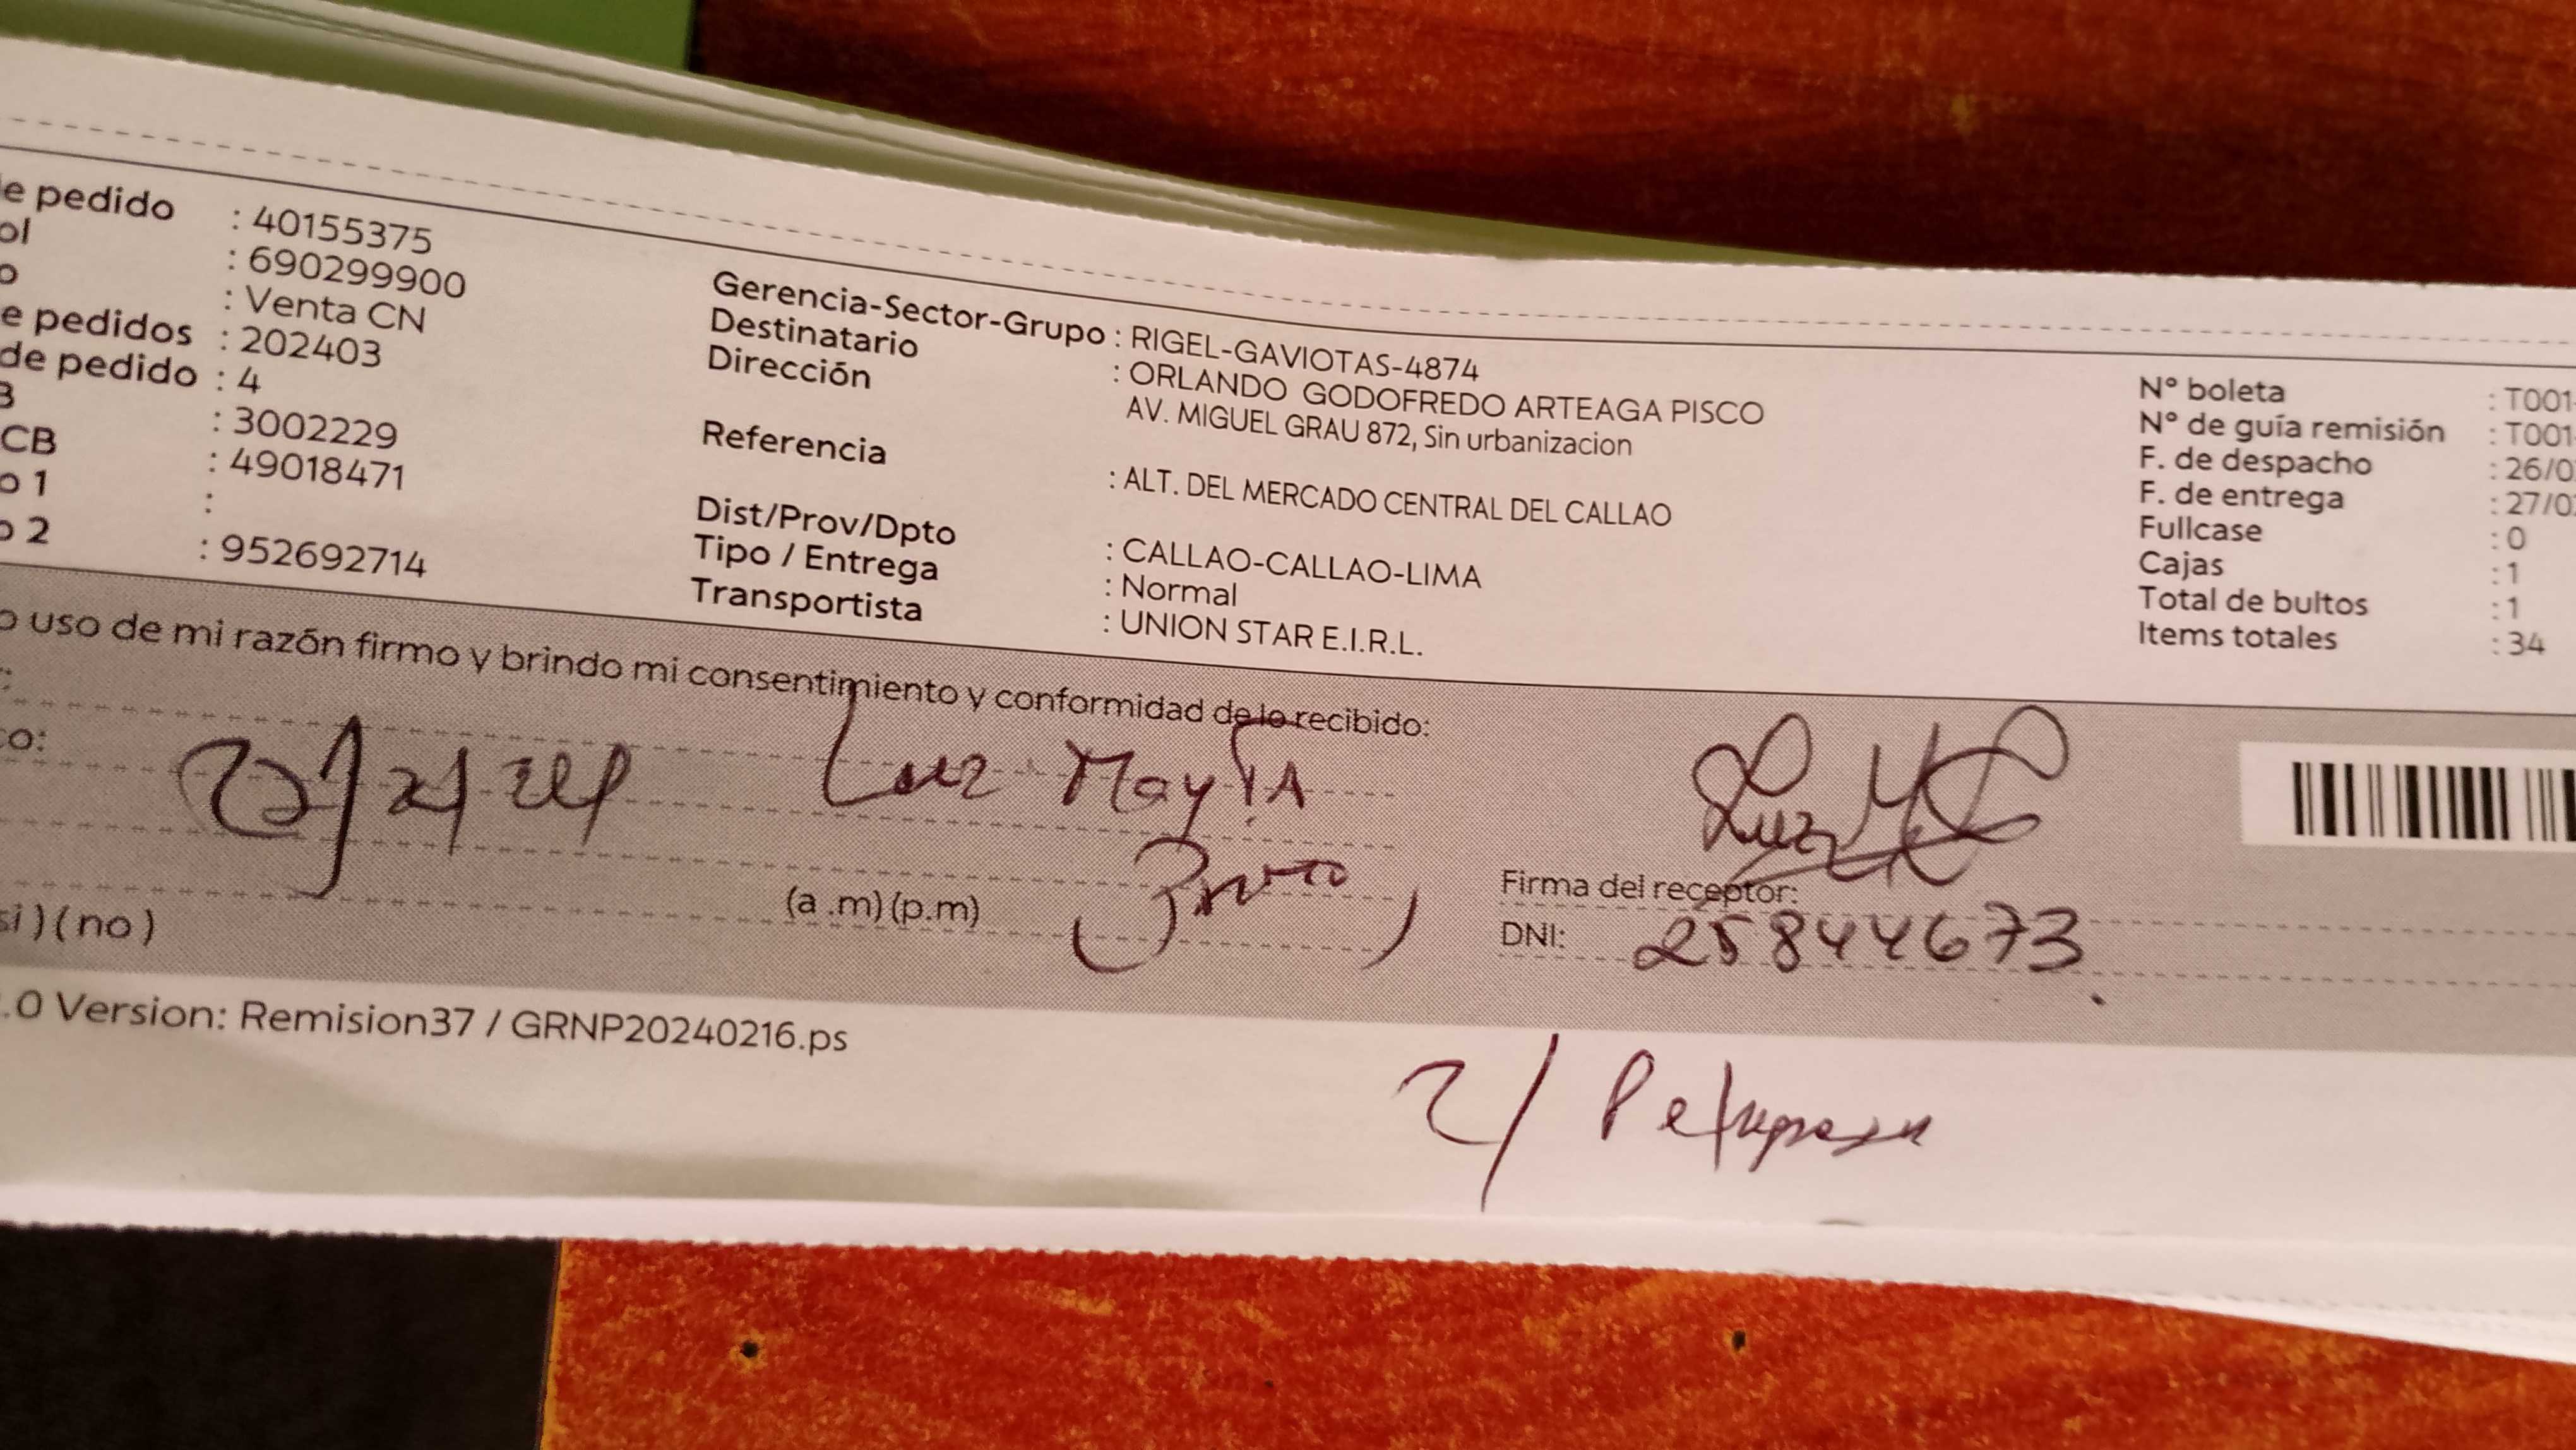 e pedido : 40155375
ol : 690299900
o : Venta CN
e pedidos : 202403
de pedido : 4
B : 3002229
CB : 49018471
o 1 :
o 2 : 952692714
Gerencia-Sector-Grupo : RIGEL-GAVIOTAS-4874
Destinatario : ORLANDO GODOFREDO ARTEAGA PISCO
Dirección AV. MIGUEL GRAU 872, Sin urbanizacion
Referencia : ALT. DEL MERCADO CENTRAL DEL CALLAO
Dist/Prov/Dpto : CALLAO-CALLAO-LIMA
Tipo / Entrega : Normal
Transportista : UNION STAR E.I.R.L.
Nº boleta : T001
Nº de guía remisión : T001
F. de despacho : 26/0
F. de entrega : 27/0
Fullcase : 0
Cajas : 1
Total de bultos : 1
Items totales : 34
o uso de mi razón firmo y brindo mi consentimiento y conformidad de lo recibido:
co:
Luz MayTA
Luz
(a .m) (p.m)
Firma del receptor:
DNI: 25844673
si ) ( no )
.0 Version: Remision37 / GRNP20240216.ps